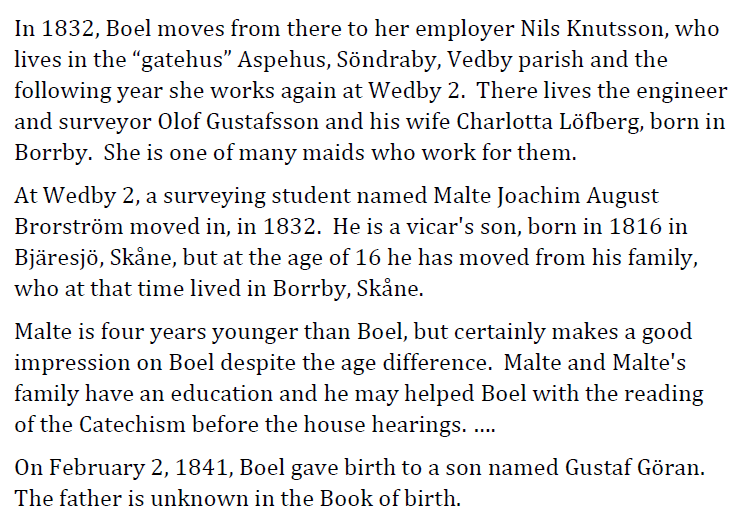 In 1832, Boel moves from there to her employer Nils Knutsson, who
lives in the “gatehus” Aspehus, Söndraby, Vedby parish and the
following year she works again at Wedby 2.  There lives the engineer
and surveyor Olof Gustafsson and his wife Charlotta Löfberg, born in
Borrby.  She is one of many maids who work for them.
At Wedby 2, a surveying student named Malte Joachim August
Brorström moved in, in 1832.  He is a vicar's son, born in 1816 in
Bjäresjö, Skåne, but at the age of 16 he has moved from his family,
who at that time lived in Borrby, Skåne.
Malte is four years younger than Boel, but certainly makes a good
impression on Boel despite the age difference.  Malte and Malte's
family have an education and he may helped Boel with the reading
of the Catechism before the house hearings. ....
On February 2, 1841, Boel gave birth to a son named Gustaf Göran.
The father is unknown in the Book of birth.